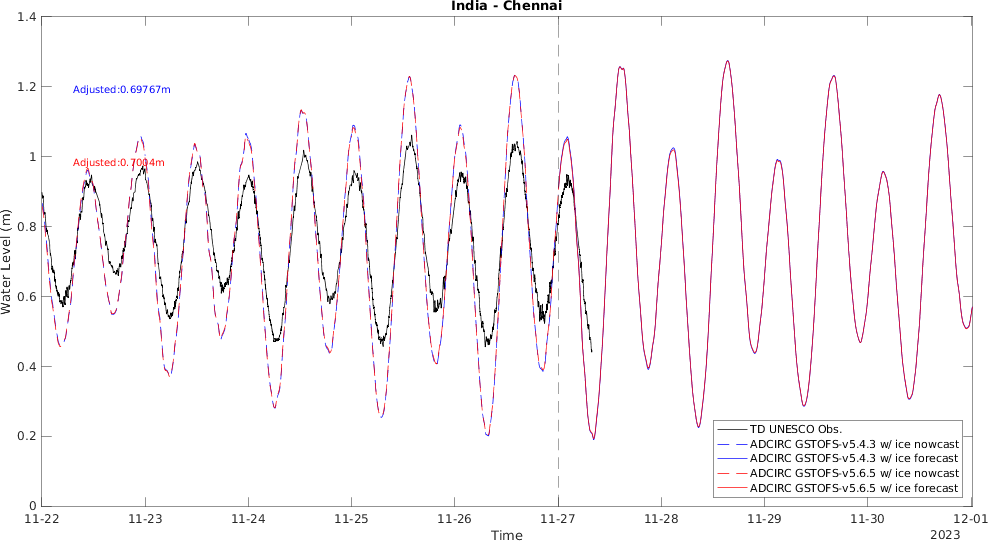 India - Chennai
Water Level (m)
1.4
1.2
1
0.8
0.6
0.4
0.2
0
Adjusted:0.69767m
Adjusted:0.7094m
TD UNESCO Obs.
ADCIRC GSTOFS-v5.4.3 w/ ice nowcast
ADCIRC GSTOFS-v5.4.3 w/ ice forecast
ADCIRC GSTOFS-v5.6.5 w/ ice nowcast
ADCIRC GSTOFS-v5.6.5 w/ ice forecast
11-22 11-23 11-24 11-25 11-26 11-27 11-28 11-29 11-30 12-01
Time
2023